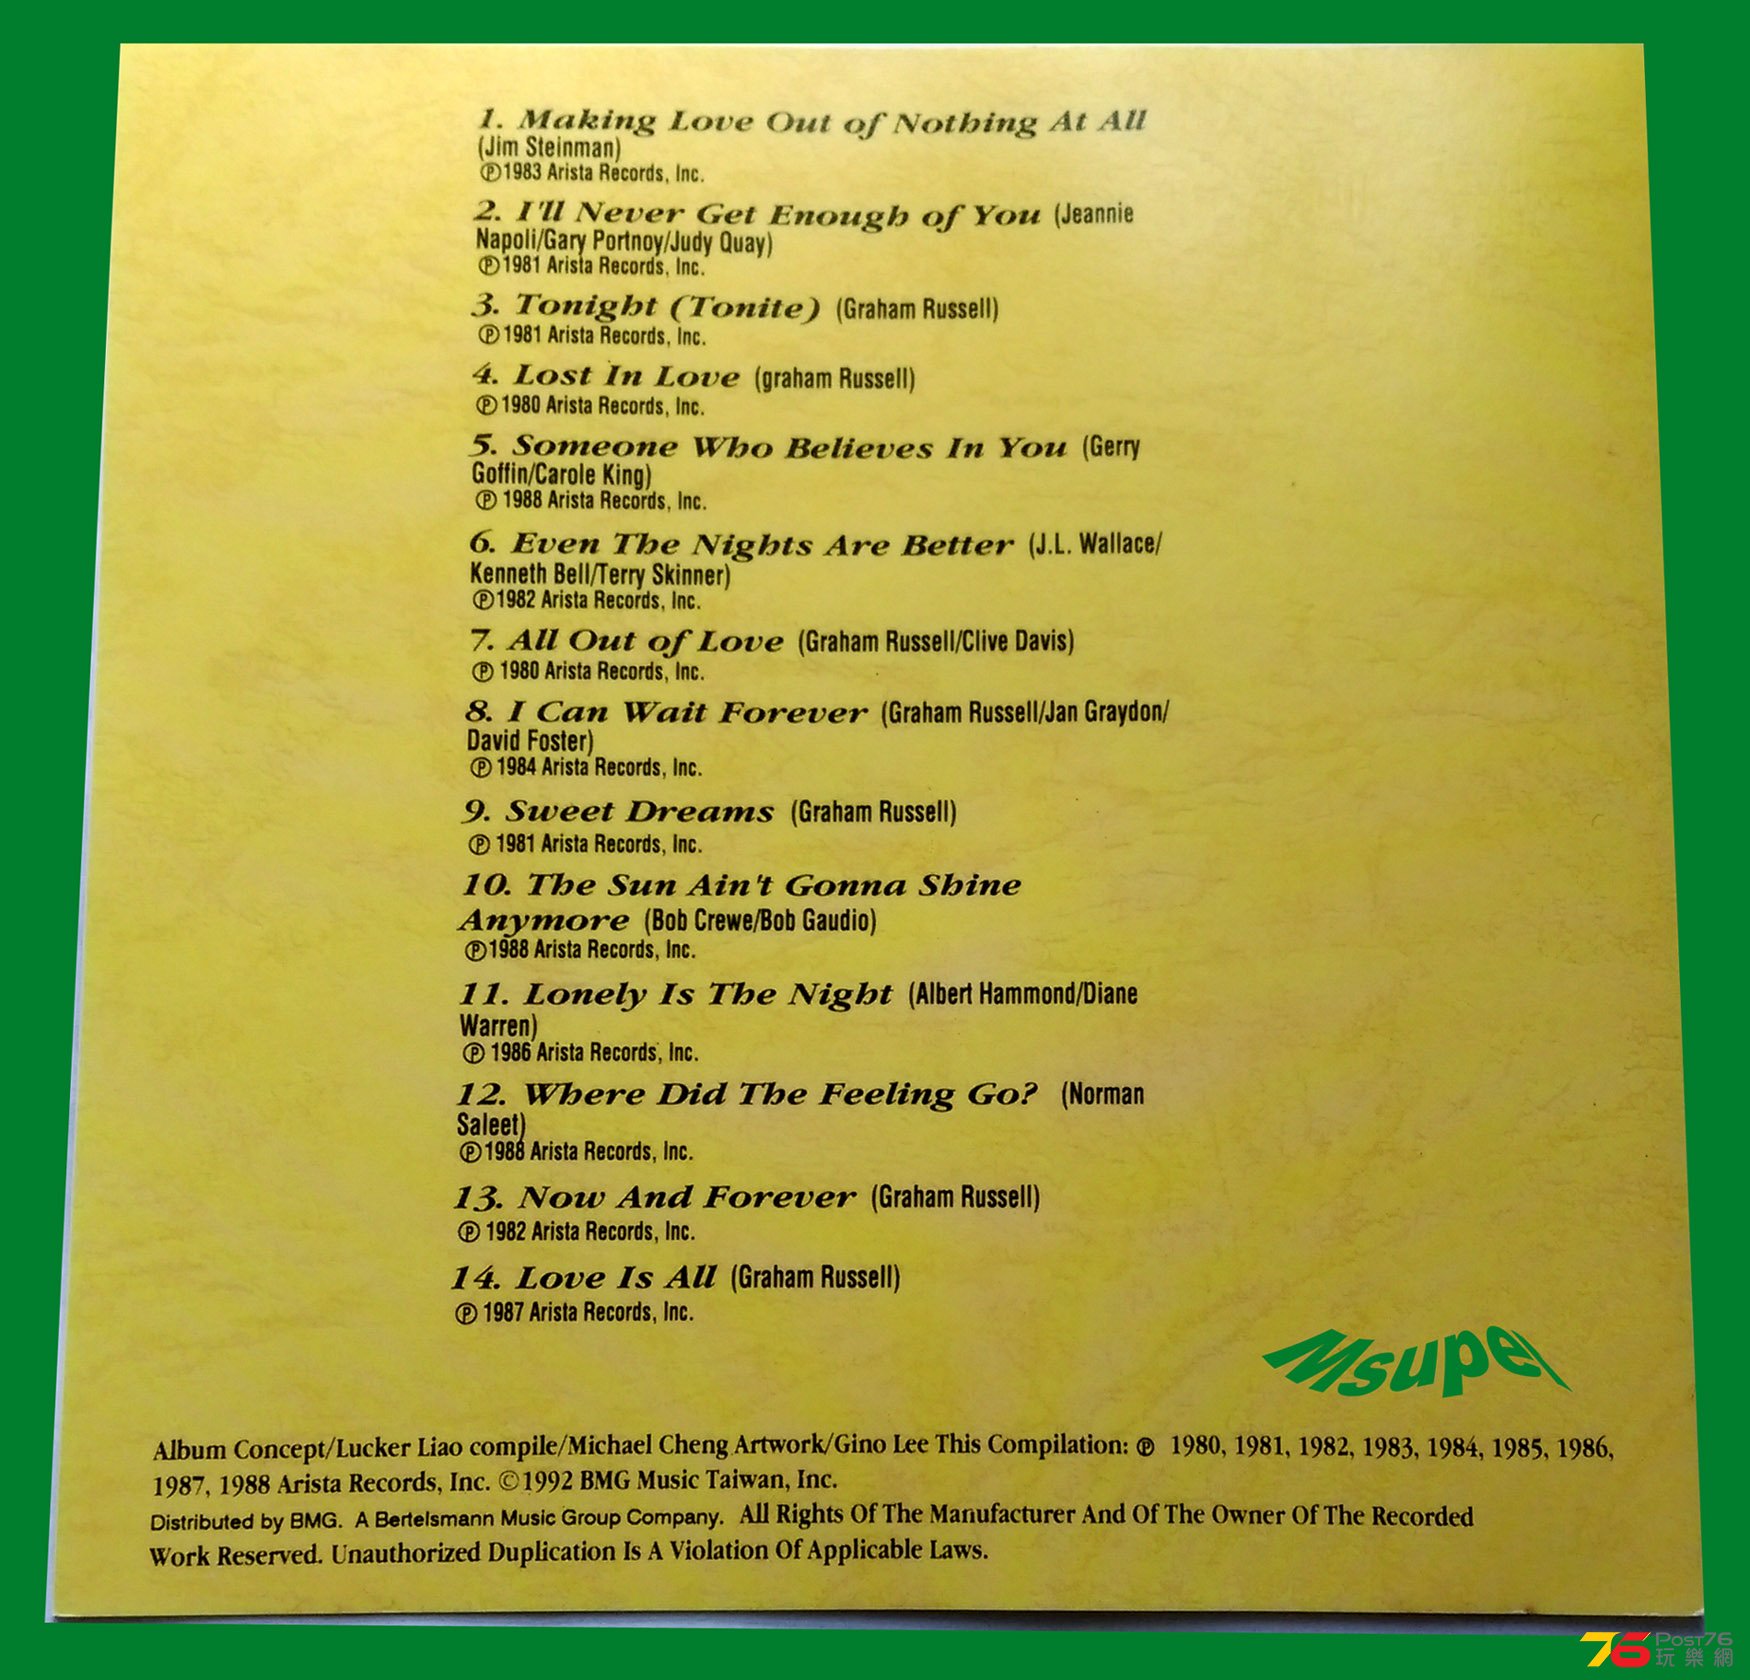 1. Making Love Out of Nothing At All
(Jim Steinman)
℗1983 Arista Records, Inc.
2. I'll Never Get Enough of You (Jeannie
Napoli/Gary Portnoy/Judy Quay)
℗1981 Arista Records, Inc.
3. Tonight (Tonite) (Graham Russell)
℗1981 Arista Records, Inc.
4. Lost In Love (graham Russell)
℗1980 Arista Records, Inc.
5. Someone Who Believes In You (Gerry
Goffin/Carole King)
℗ 1988 Arista Records, Inc.
6. Even The Nights Are Better (J.L. Wallace/
Kenneth Bell/Terry Skinner)
℗1982 Arista Records, Inc.
7. All Out of Love (Graham Russell/Clive Davis)
℗ 1980 Arista Records, Inc.
8. I Can Wait Forever (Graham Russell/Jan Graydon/
David Foster)
℗ 1984 Arista Records, Inc.
9. Sweet Dreams (Graham Russell)
℗ 1981 Arista Records, Inc.
10. The Sun Ain't Gonna Shine
Anymore (Bob Crewe/Bob Gaudio)
℗1988 Arista Records, Inc.
11. Lonely Is The Night (Albert Hammond/Diane
Warren)
℗ 1986 Arista Records, Inc.
12. Where Did The Feeling Go? (Norman
Saleet)
℗1988 Arista Records, Inc.
13. Now And Forever (Graham Russell)
℗ 1982 Arista Records, Inc.
14. Love Is All (Graham Russell)
℗ 1987 Arista Records, Inc.
Msuper
Album Concept/Lucker Liao compile/Michael Cheng Artwork/Gino Lee This Compilation: ℗ 1980, 1981, 1982, 1983, 1984, 1985, 1986,
1987, 1988 Arista Records, Inc. ©1992 BMG Music Taiwan, Inc.
Distributed by BMG. A Bertelsmann Music Group Company. All Rights Of The Manufacturer And Of The Owner Of The Recorded
Work Reserved. Unauthorized Duplication Is A Violation Of Applicable Laws.
76 POST76
玩樂網